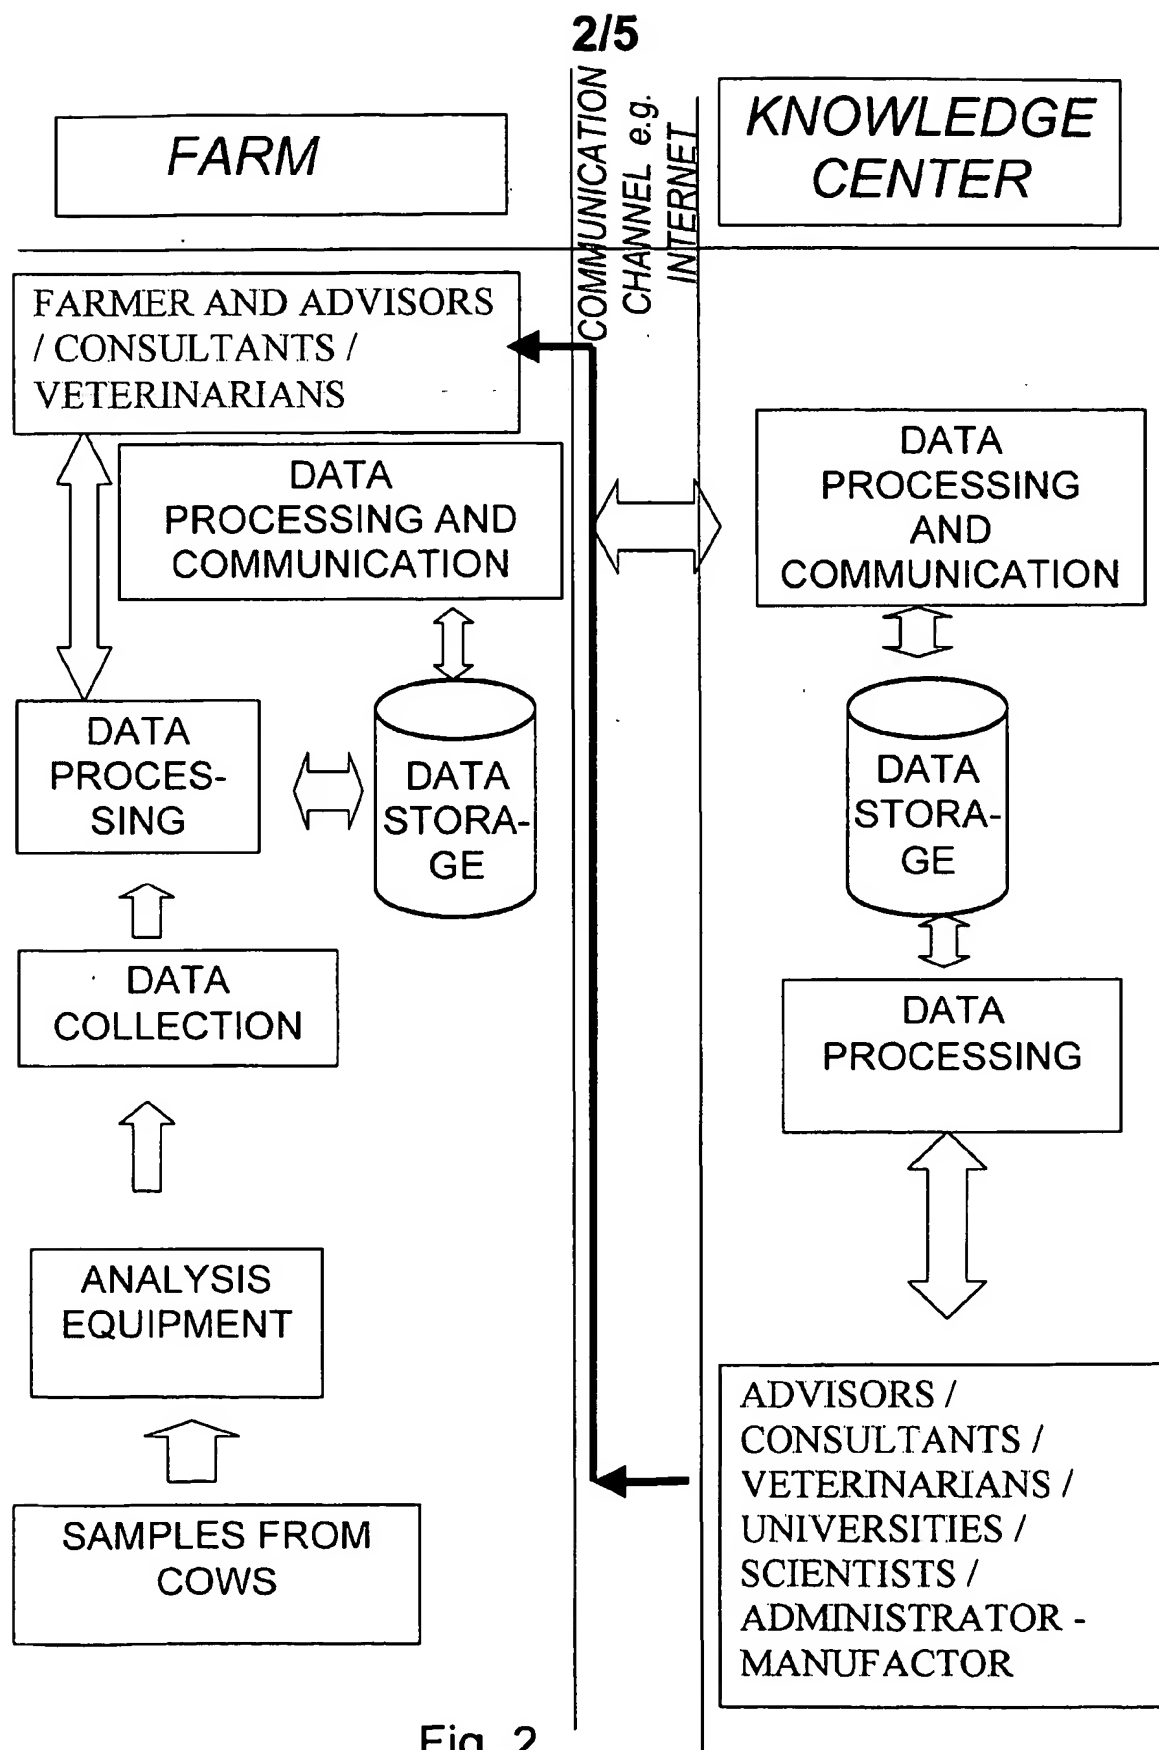 2/5
FARM
COMMUNICATION
CHANNEL e.g.
INTERNET
KNOWLEDGE
CENTER
FARMER AND ADVISORS
/ CONSULTANTS /
VETERINARIANS
DATA
PROCESSING AND
COMMUNICATION
DATA
PROCES-
SING
DATA
STORA-
GE
DATA
COLLECTION
ANALYSIS
EQUIPMENT
SAMPLES FROM
COWS
DATA
PROCESSING
AND
COMMUNICATION
DATA
STORA-
GE
DATA
PROCESSING
ADVISORS /
CONSULTANTS /
VETERINARIANS /
UNIVERSITIES /
SCIENTISTS /
ADMINISTRATOR -
MANUFACTOR
Fig. 2